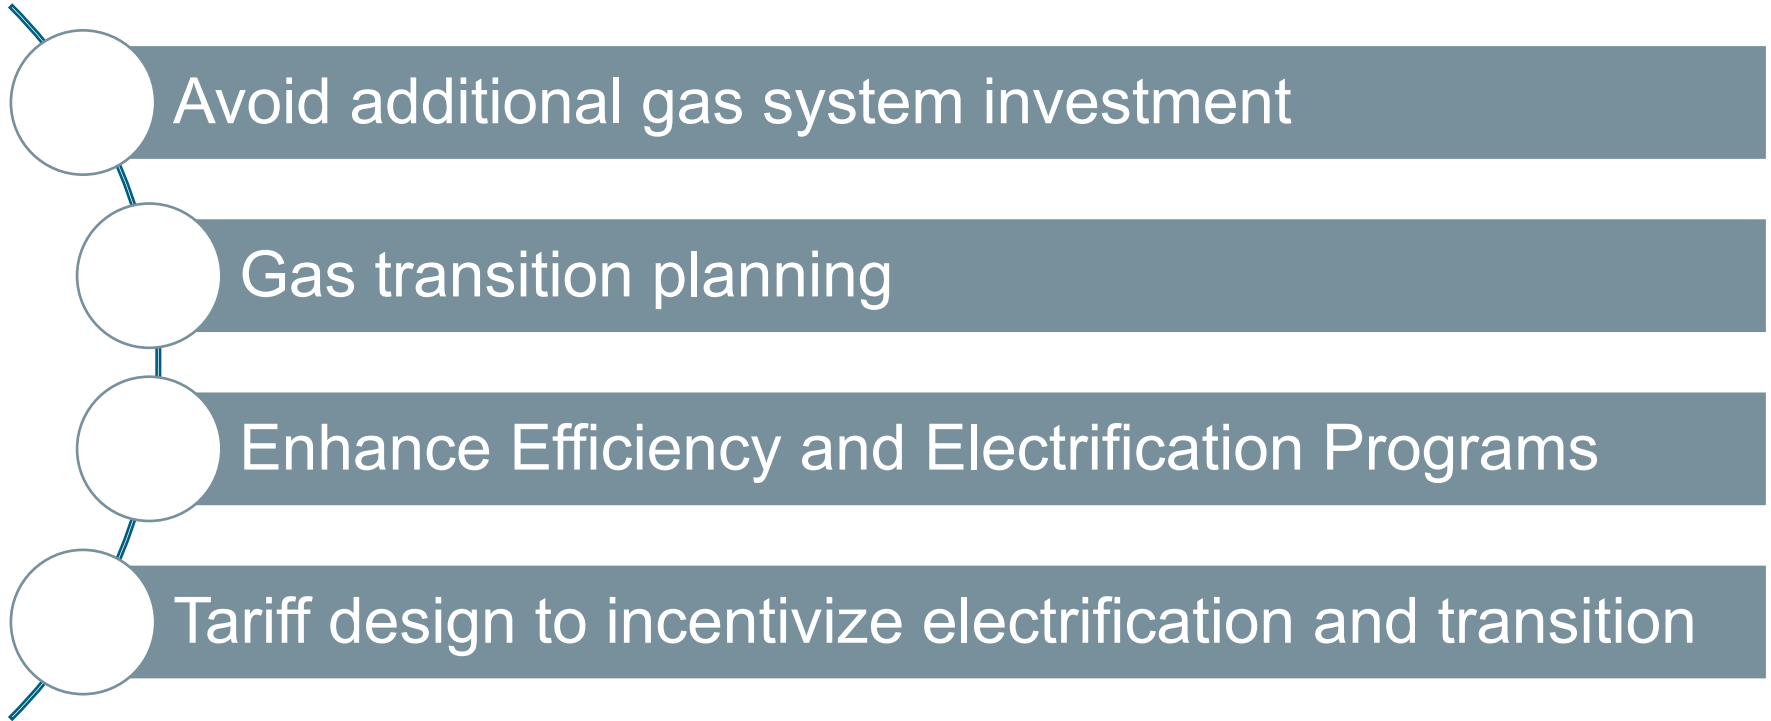 Avoid additional gas system investment
Gas transition planning
Enhance Efficiency and Electrification Programs
Tariff design to incentivize electrification and transition